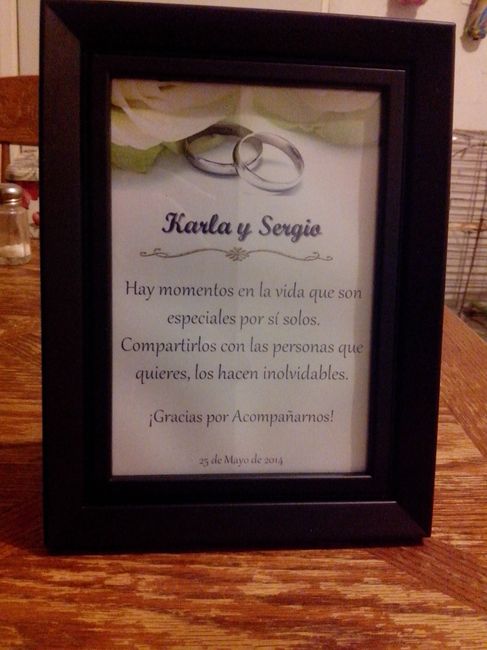 Karla y Sergio
Hay momentos en la vida que son
especiales por sí solos.
Compartirlos con las personas que
quieres, los hacen inolvidables.
¡Gracias por Acompañarnos!
25 de Mayo de 2014